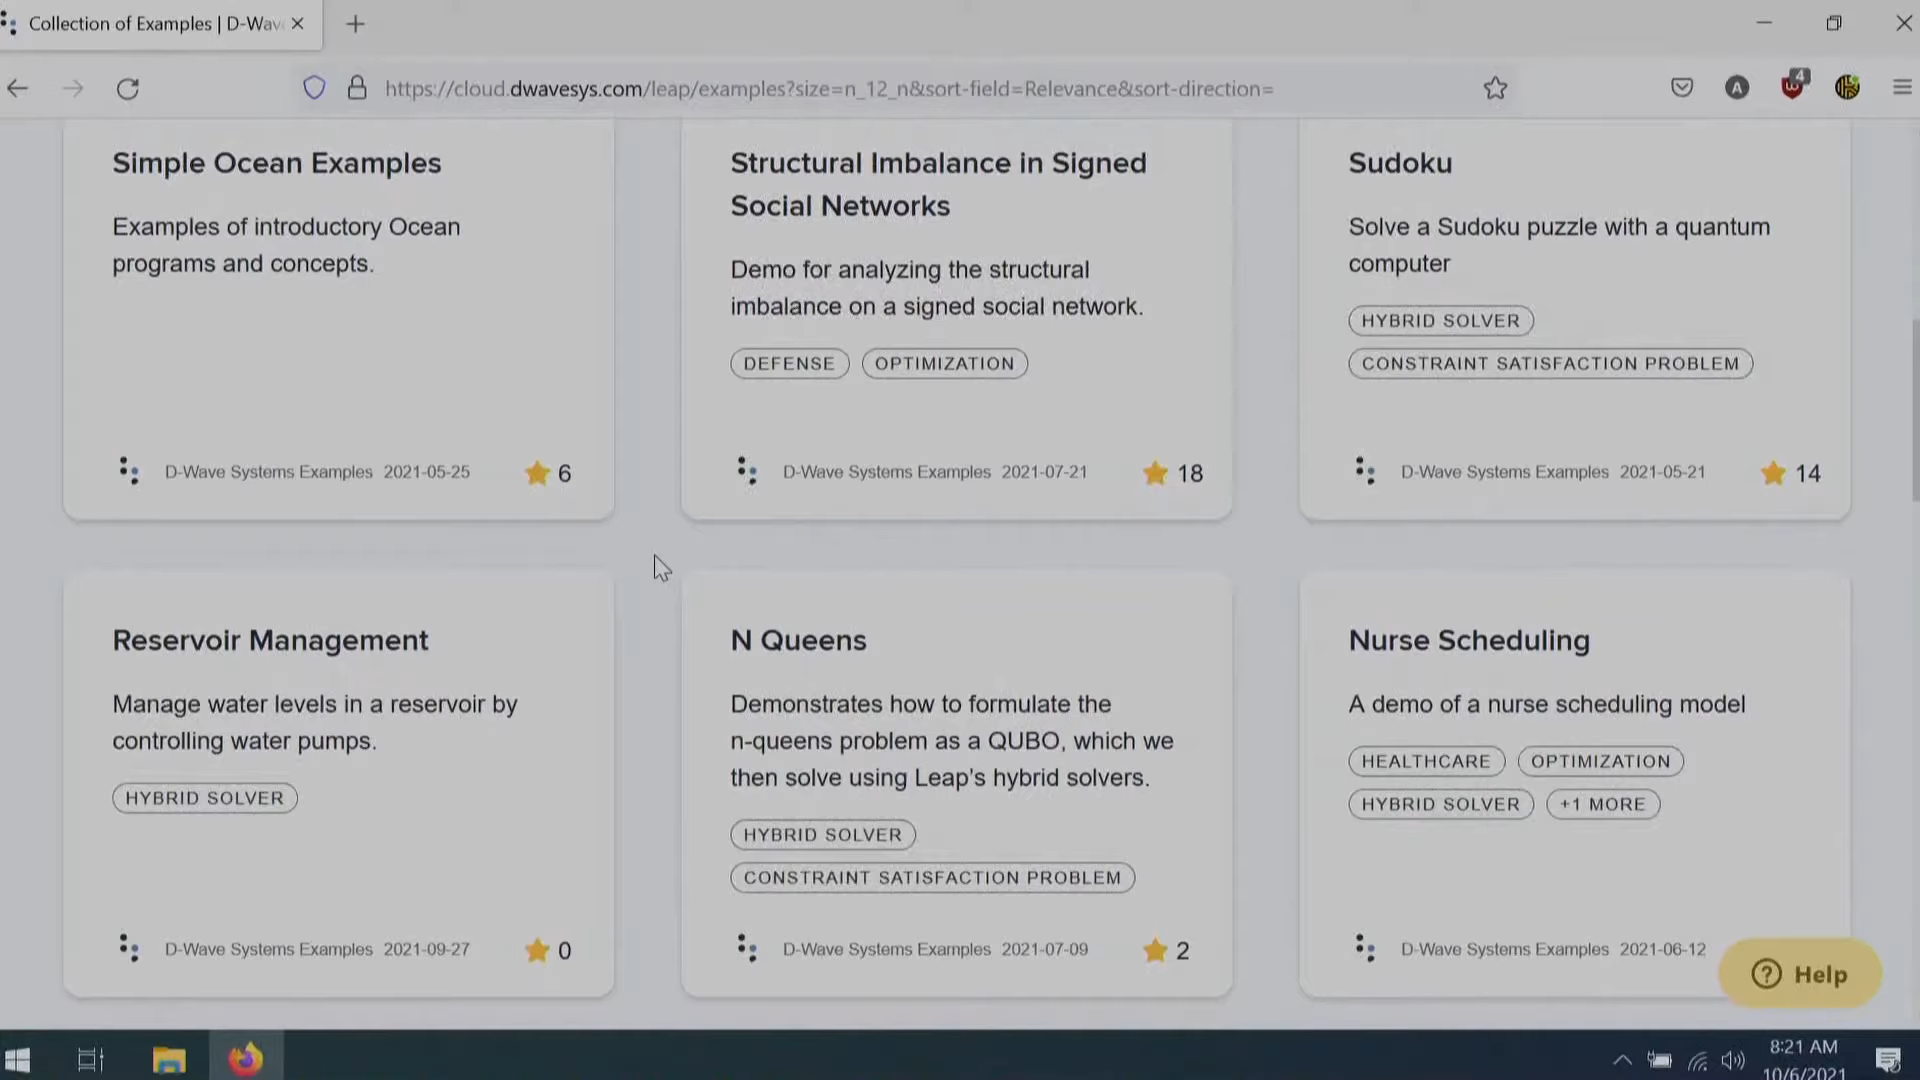 Collection of Examples | D-Wav
https://cloud.dwavesys.com/leap/examples?size=n_12_n&sort-field=Relevance&sort-direction=
A
4
Simple Ocean Examples
Examples of introductory Ocean
programs and concepts.
D-Wave Systems Examples 2021-05-25 6
Structural Imbalance in Signed
Social Networks
Demo for analyzing the structural
imbalance on a signed social network.
DEFENSE OPTIMIZATION
D-Wave Systems Examples 2021-07-21 18
Sudoku
Solve a Sudoku puzzle with a quantum
computer
HYBRID SOLVER
CONSTRAINT SATISFACTION PROBLEM
D-Wave Systems Examples 2021-05-21 14
Reservoir Management
Manage water levels in a reservoir by
controlling water pumps.
HYBRID SOLVER
D-Wave Systems Examples 2021-09-27 0
N Queens
Demonstrates how to formulate the
n-queens problem as a QUBO, which we
then solve using Leap's hybrid solvers.
HYBRID SOLVER
CONSTRAINT SATISFACTION PROBLEM
D-Wave Systems Examples 2021-07-09 2
Nurse Scheduling
A demo of a nurse scheduling model
HEALTHCARE OPTIMIZATION
HYBRID SOLVER +1 MORE
D-Wave Systems Examples 2021-06-12
? Help
8:21 AM
10/6/2021